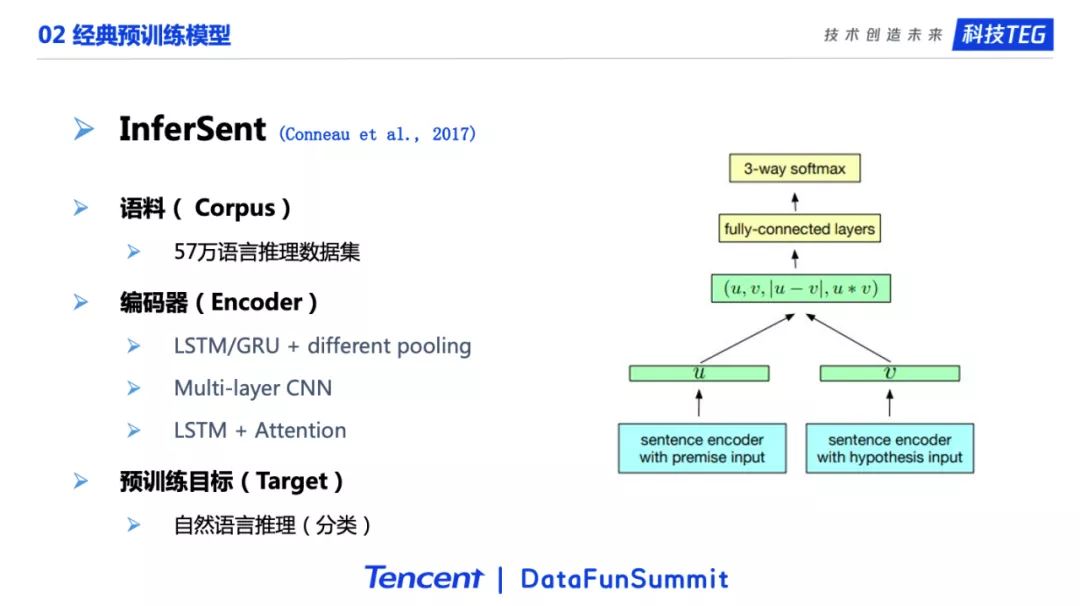 02 经典预训练模型
技术创造未来 科技TEG
InferSent (Conneau et al., 2017)
语料（ Corpus）
57万语言推理数据集
编码器（Encoder）
LSTM/GRU + different pooling
Multi-layer CNN
LSTM + Attention
预训练目标（Target）
自然语言推理（分类）
3-way softmax
fully-connected layers
(u, v, |u − v|, u ∗ v)
u
v
sentence encoder
with premise input
sentence encoder
with hypothesis input
Tencent | DataFunSummit